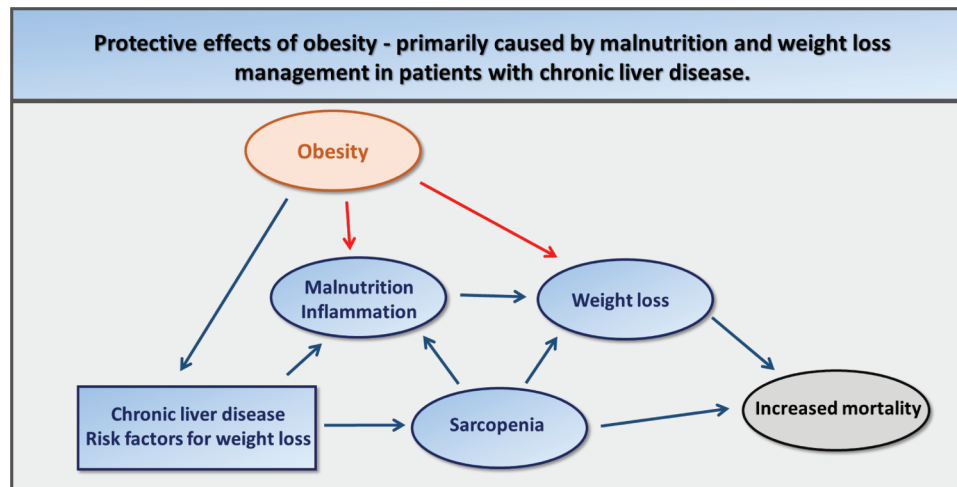 Protective effects of obesity - primarily caused by malnutrition and weight loss
management in patients with chronic liver disease.
Obesity
Malnutrition
Inflammation
Weight loss
Chronic liver disease
Risk factors for weight loss
Sarcopenia
Increased mortality